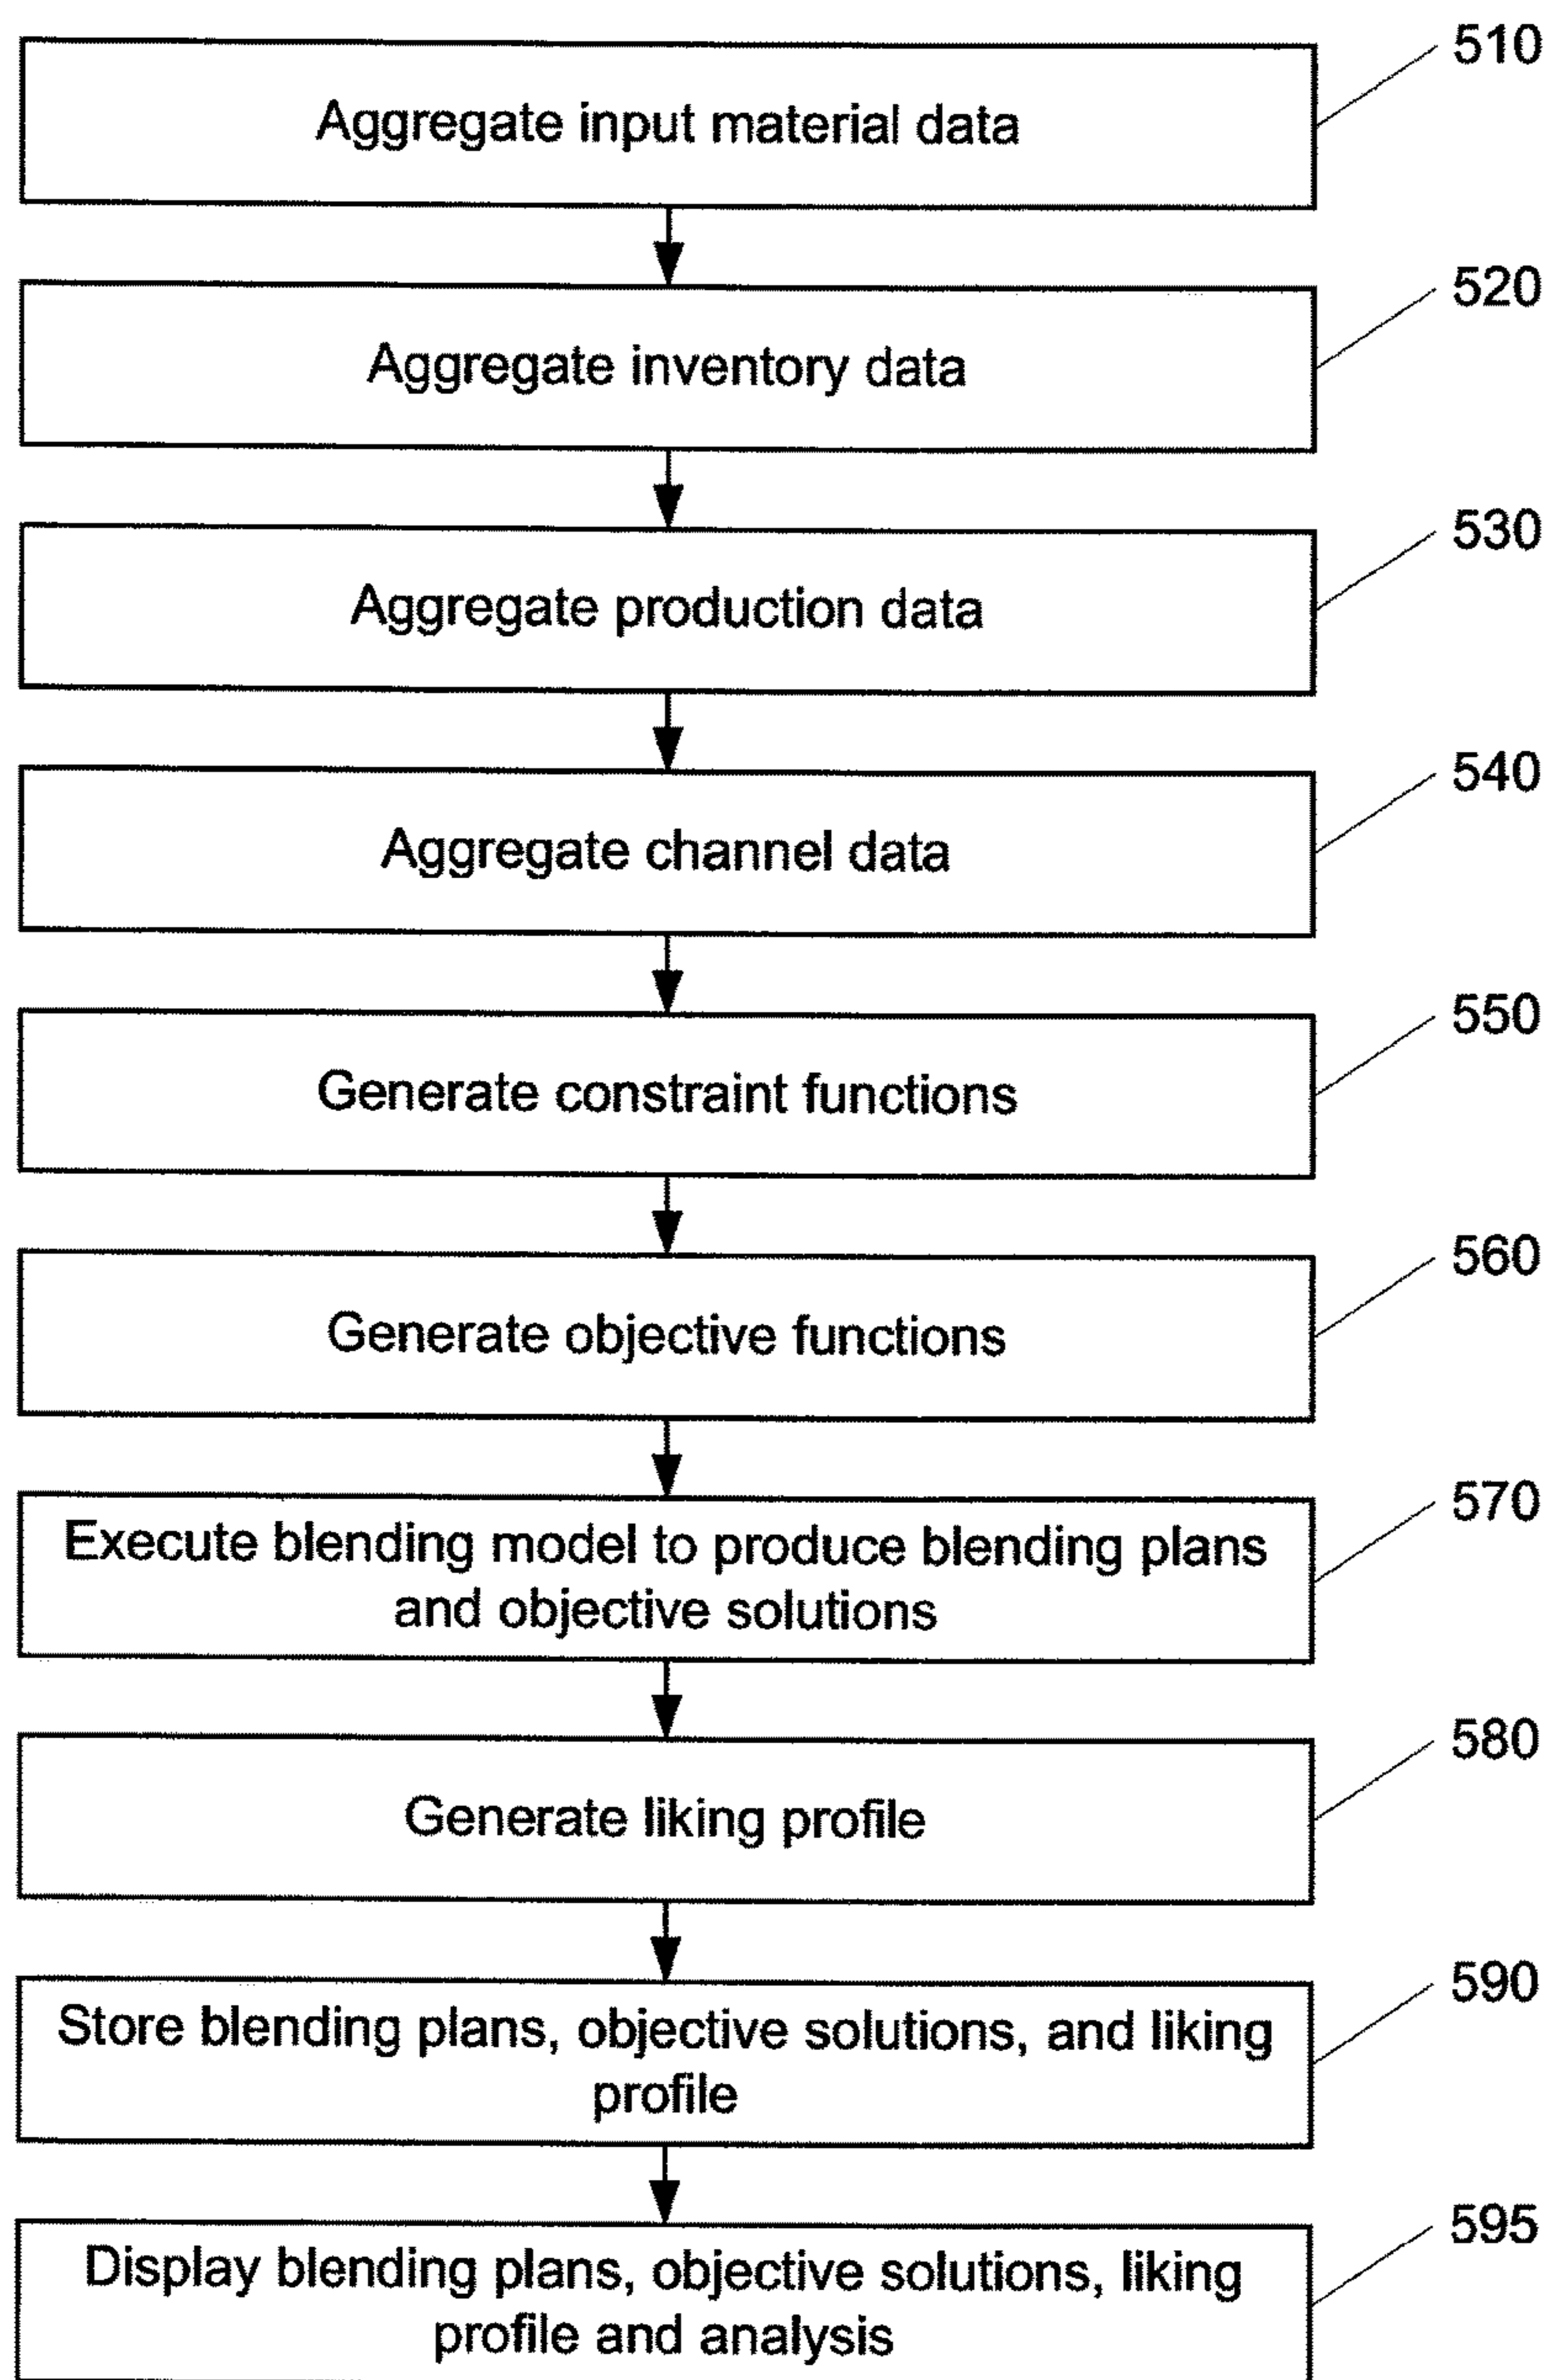 510
Aggregate input material data
520
Aggregate inventory data
530
Aggregate production data
540
Aggregate channel data
550
Generate constraint functions
560
Generate objective functions
570
Execute blending model to produce blending plans
and objective solutions
580
Generate liking profile
590
Store blending plans, objective solutions, and liking
profile
595
Display blending plans, objective solutions, liking
profile and analysis